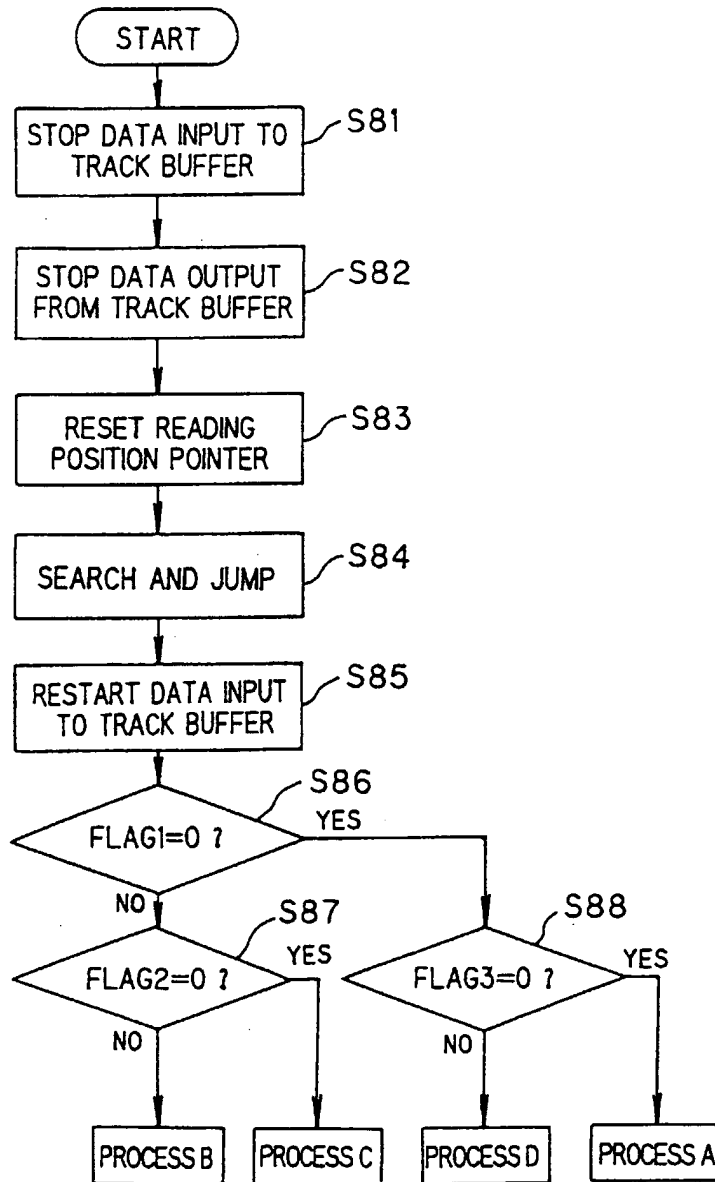 START
STOP DATA INPUT TO
TRACK BUFFER
S81
STOP DATA OUTPUT
FROM TRACK BUFFER
S82
RESET READING
POSITION POINTER
S83
SEARCH AND JUMP
S84
RESTART DATA INPUT
TO TRACK BUFFER
S85
S86
FLAG1=0 ?
YES
NO
S87
FLAG2=0 ?
YES
NO
S88
FLAG3=0 ?
YES
NO
PROCESS B
PROCESS C
PROCESS D
PROCESS A